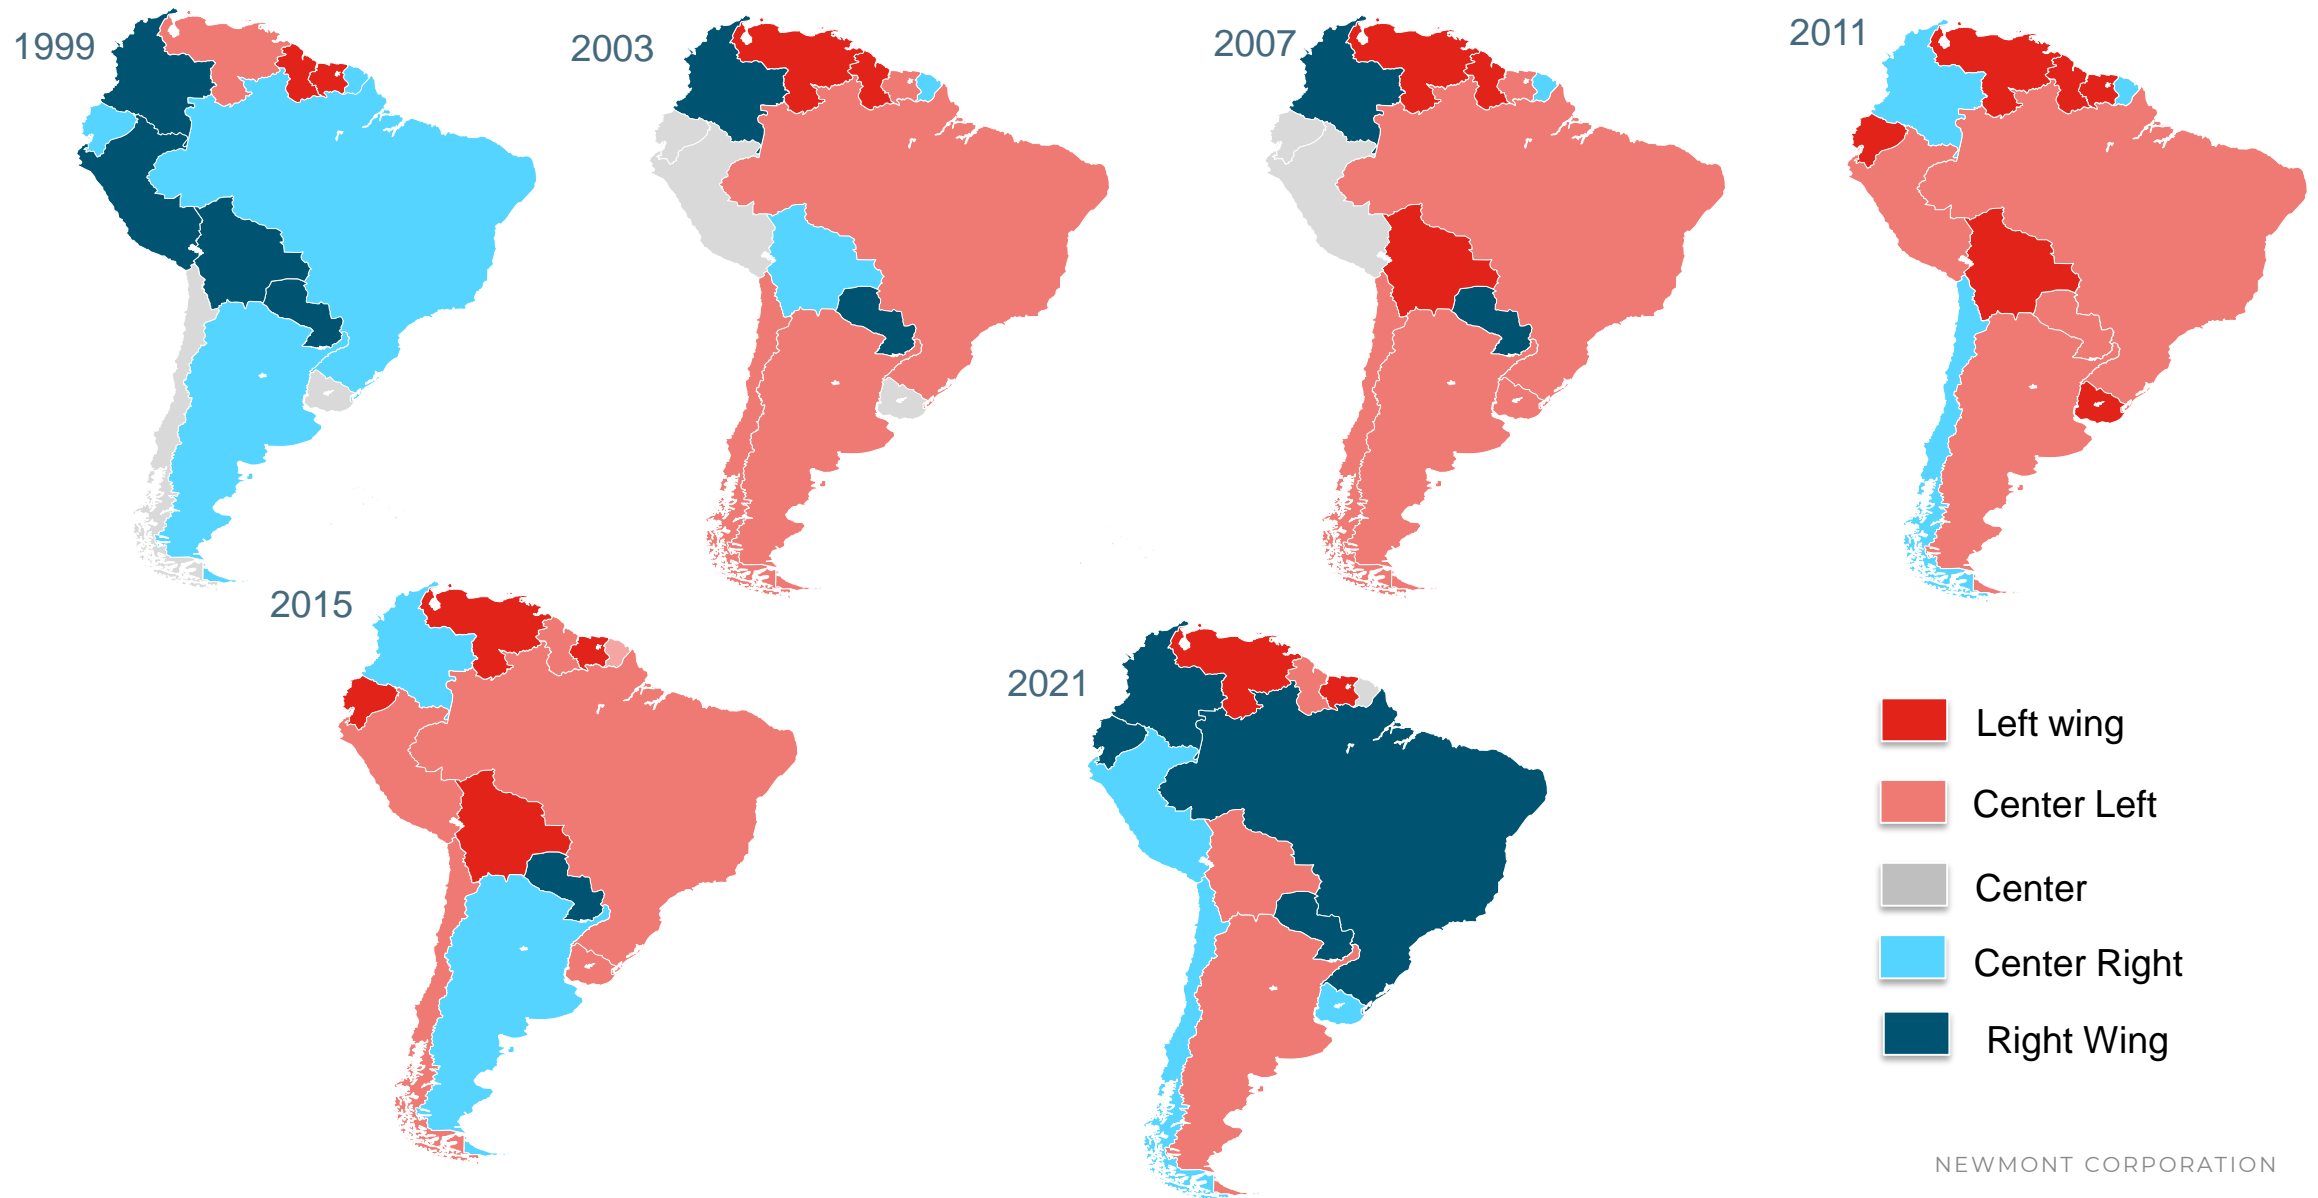 1999
2003
2007
2011
2015
2021
Left wing
Center Left
Center
Center Right
Right Wing
NEWMONT CORPORATION